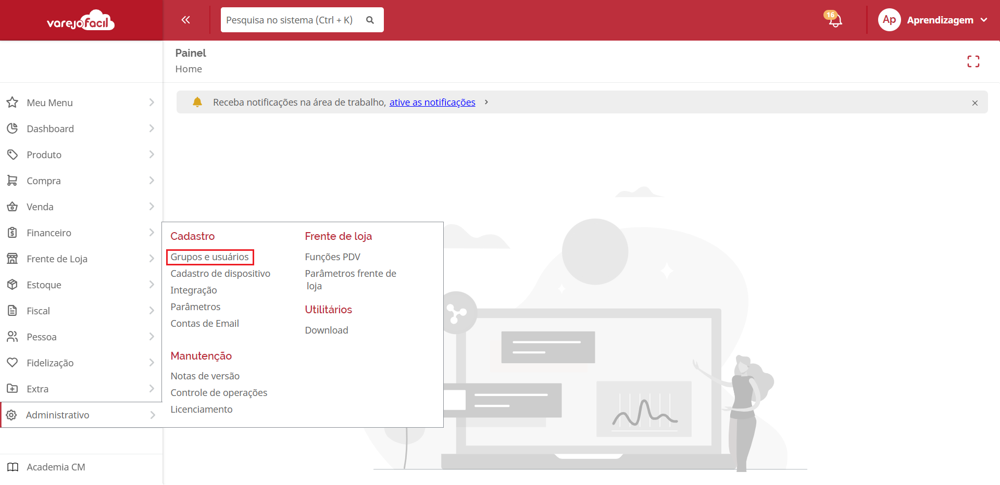 varejofacil
Pesquisa no sistema (Ctrl + K)
16
Ap
Aprendizagem
Painel
Home
Receba notificações na área de trabalho, ative as notificações
Meu Menu
Dashboard
Produto
Compra
Venda
Financeiro
Frente de Loja
Estoque
Fiscal
Pessoa
Fidelização
Extra
Administrativo
Academia CM
Cadastro
Grupos e usuários
Cadastro de dispositivo
Integração
Parâmetros
Contas de Email
Manutenção
Notas de versão
Controle de operações
Licenciamento
Frente de loja
Funções PDV
Parâmetros frente de
loja
Utilitários
Download